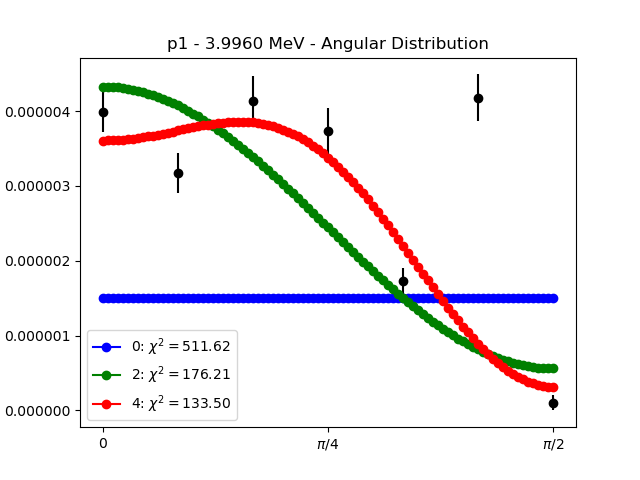 p1 - 3.9960 MeV - Angular Distribution
0.000004
0.000003
0.000002
0.000001
0.000000
0: χ² = 511.62
2: χ² = 176.21
4: χ² = 133.50
0
π/4
π/2